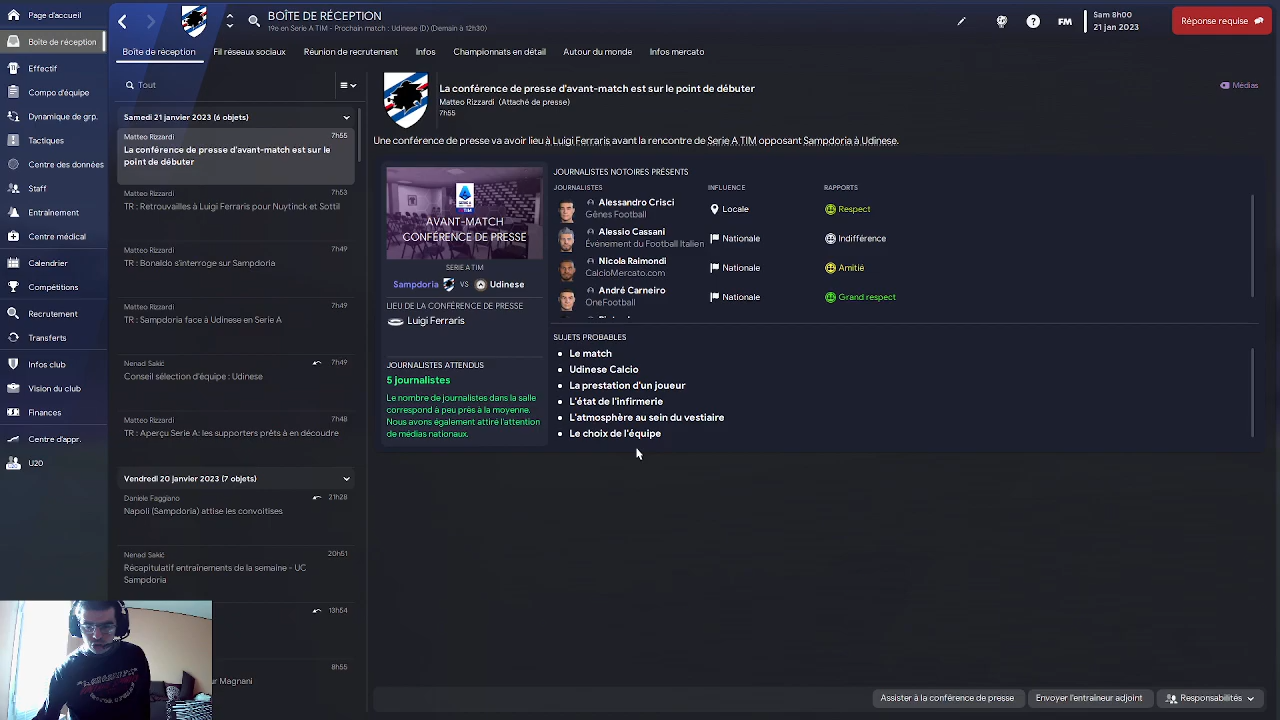 Page d'accueil
Boîte de réception
Effectif
Compo d'équipe
Dynamique de grp.
Tactiques
Centre des données
Staff
Entraînement
Centre médical
Calendrier
Compétitions
Recrutement
Transferts
Infos club
Vision du club
Finances
Centre d'appr.
U20
BOÎTE DE RÉCEPTION
19e en Serie A TIM - Prochain match : Udinese (D) (Demain à 12h30)
FM
Sam 8h00
21 jan 2023
Réponse requise
Boîte de réception
Fil réseaux sociaux
Réunion de recrutement
Infos
Championnats en détail
Autour du monde
Infos mercato
Tout
Samedi 21 janvier 2023 (6 objets)
Matteo Rizzardi 7h55
La conférence de presse d'avant-match est sur le
point de débuter
Matteo Rizzardi 7h53
TR : Retrouvailles à Luigi Ferraris pour Nuytinck et Sottil
Matteo Rizzardi 7h49
TR : Bonaldo s'interroge sur Sampdoria
Matteo Rizzardi 7h49
TR : Sampdoria face à Udinese en Serie A
Nenad Sakić 7h49
Conseil sélection d'équipe : Udinese
Matteo Rizzardi 7h48
TR : Aperçu Serie A: les supporters prêts à en découdre
Vendredi 20 janvier 2023 (7 objets)
Daniele Faggiano 21h28
Napoli (Sampdoria) attise les convoitises
Nenad Sakić 20h51
Récapitulatif entraînements de la semaine - UC
Sampdoria
13h54
8h55
ur Magnani
La conférence de presse d'avant-match est sur le point de débuter
Matteo Rizzardi (Attaché de presse)
7h55
Médias
Une conférence de presse va avoir lieu à Luigi Ferraris avant la rencontre de Serie A TIM opposant Sampdoria à Udinese.
AVANT-MATCH
CONFÉRENCE DE PRESSE
SERIE A TIM
Sampdoria VS Udinese
LIEU DE LA CONFÉRENCE DE PRESSE
Luigi Ferraris
JOURNALISTES ATTENDUS
5 journalistes
Le nombre de journalistes dans la salle
correspond à peu près à la moyenne.
Nous avons également attiré l'attention
de médias nationaux.
JOURNALISTES NOTOIRES PRÉSENTS
JOURNALISTES INFLUENCE RAPPORTS
Alessandro Crisci
Gênes Football
Locale
Respect
Alessio Cassani
Évènement du Football Italien
Nationale
Indifférence
Nicola Raimondi
CalcioMercato.com
Nationale
Amitié
André Carneiro
OneFootball
Nationale
Grand respect
SUJETS PROBABLES
Le match
Udinese Calcio
La prestation d'un joueur
L'état de l'infirmerie
L'atmosphère au sein du vestiaire
Le choix de l'équipe
Assister à la conférence de presse
Envoyer l'entraîneur adjoint
Responsabilités